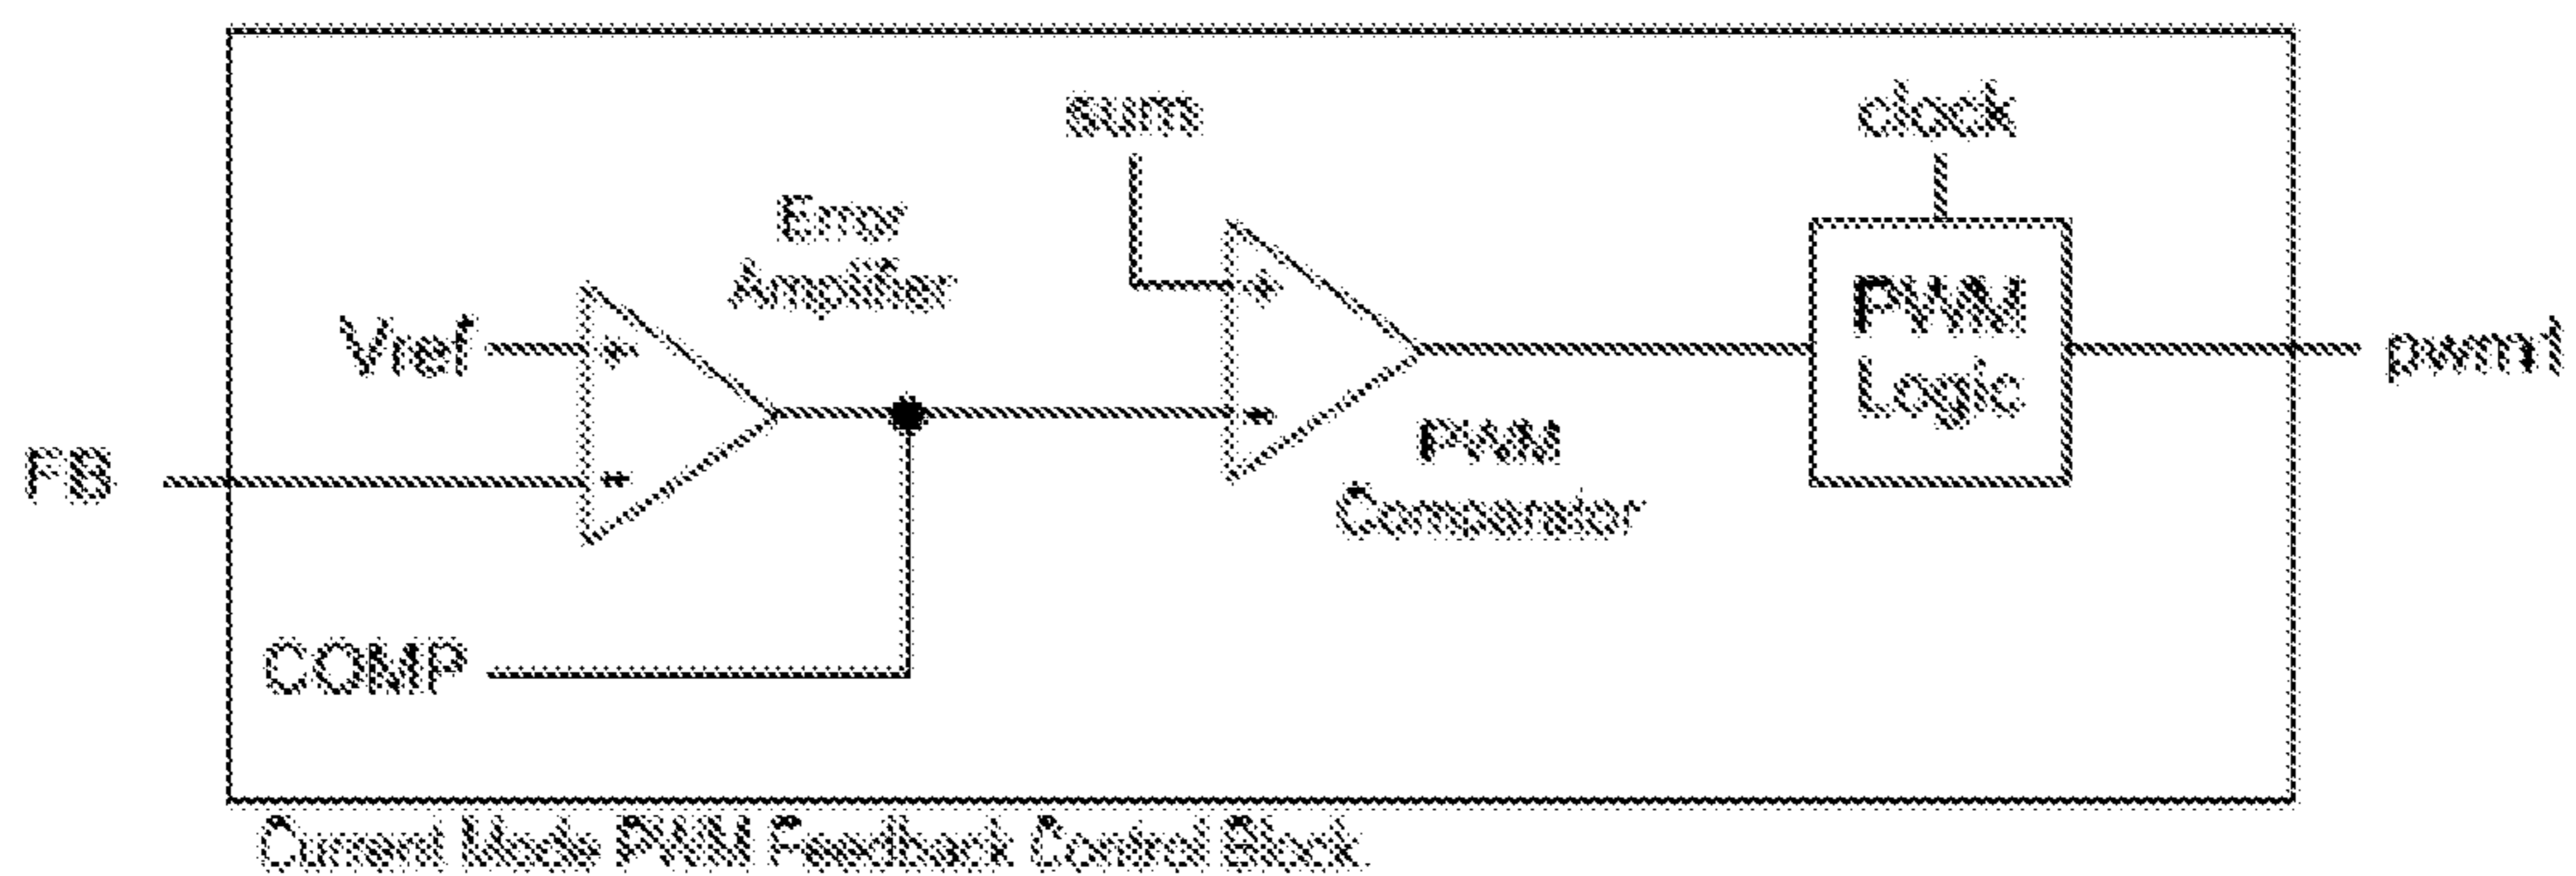 sum
clock
Error
Amplifier
Vref
+
-
+
-
PWM
Logic
pwm1
FB
PWM
Comparator
COMP
Current Mode PWM Feedback Control Block